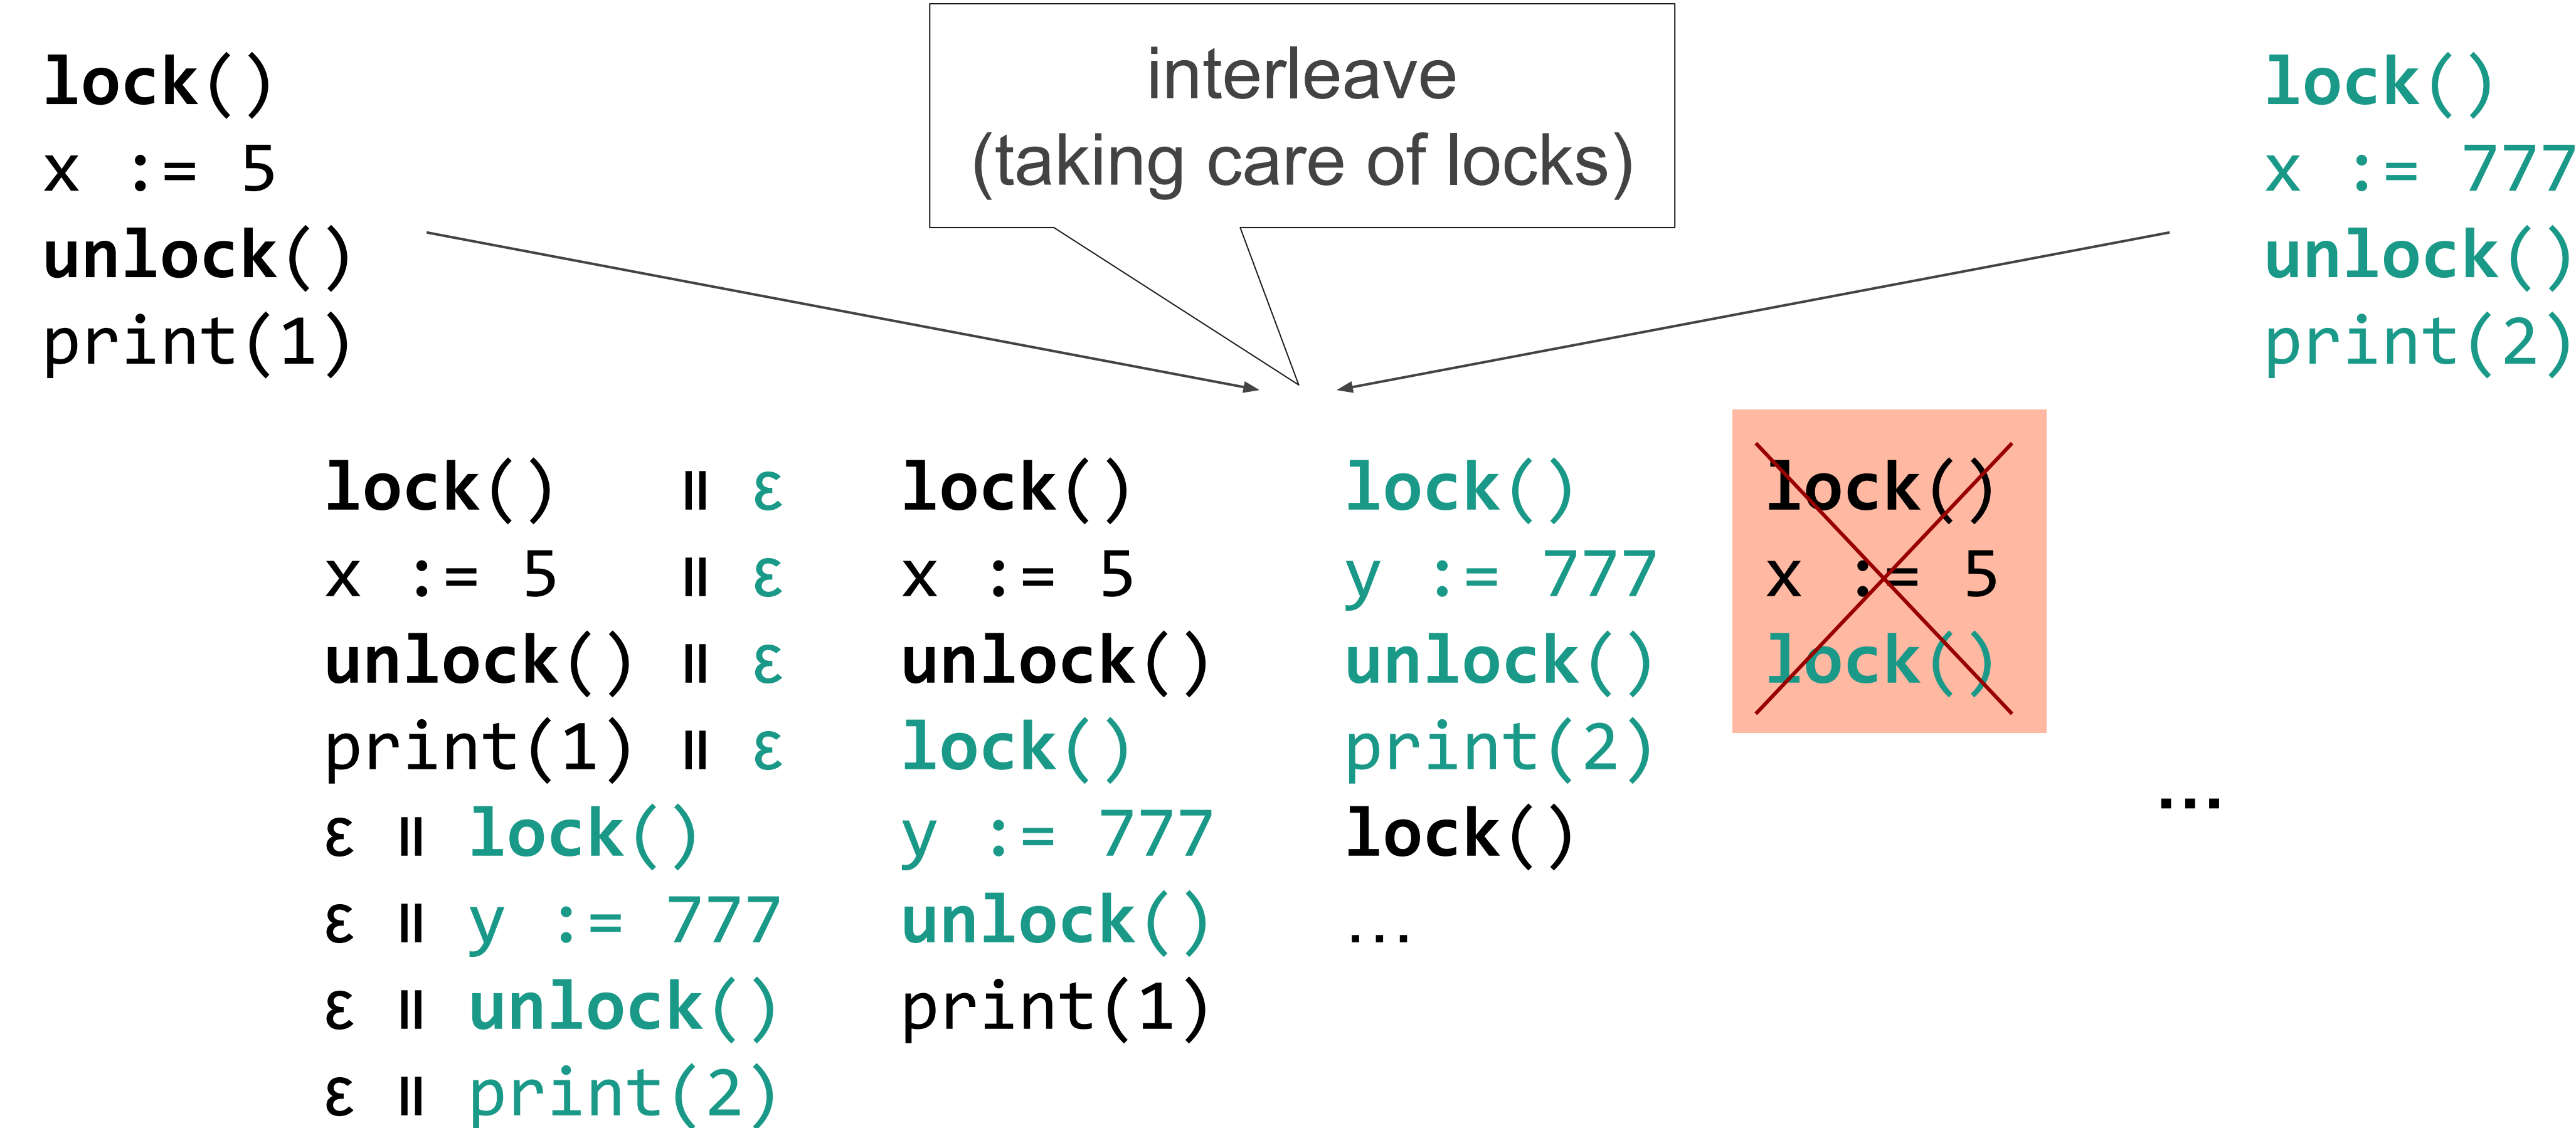 lock()
x := 5
unlock()
print(1)
interleave
(taking care of locks)
lock()
x := 777
unlock()
print(2)
lock() || ε
x := 5 || ε
unlock() || ε
print(1) || ε
ε || lock()
ε || y := 777
ε || unlock()
ε || print(2)
lock()
x := 5
unlock()
lock()
y := 777
unlock()
print(1)
lock()
y := 777
unlock()
print(2)
lock()
...
lock()
x := 5
lock()
...